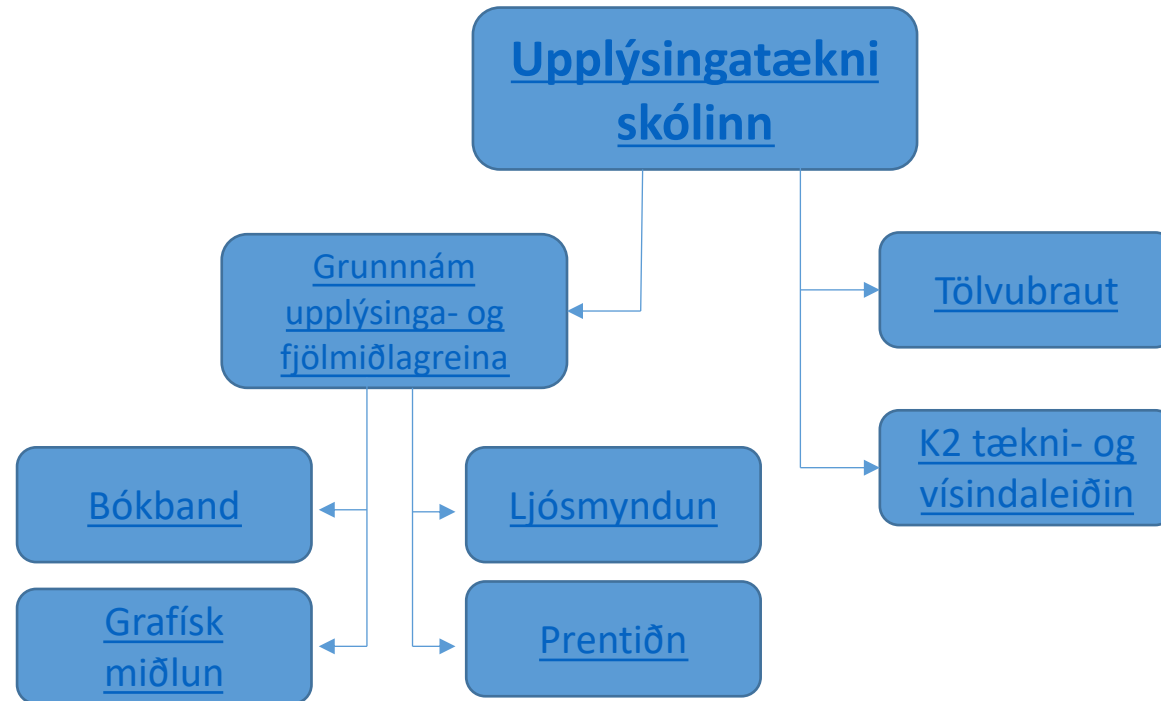 Upplýsingatækni
skólinn
Grunnnám
upplýsinga- og
fjölmiðlagreina
Tölvubraut
K2 tækni- og
vísindaleiðin
Bókband
Ljósmyndun
Grafísk
miðlun
Prentiðn